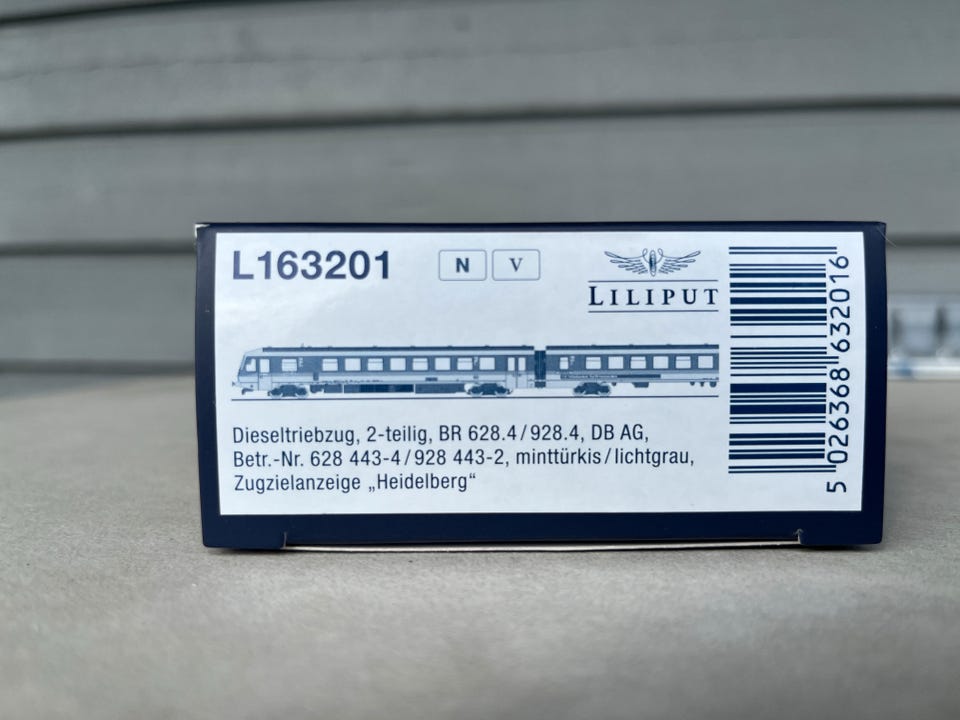 L163201 N V
LILIPUT
Dieseltriebzug, 2-teilig, BR 628.4/928.4, DB AG,
Betr.-Nr. 628 443-4/928 443-2, minttürkis/lichtgrau,
Zugzielanzeige „Heidelberg“
5 026368 632016